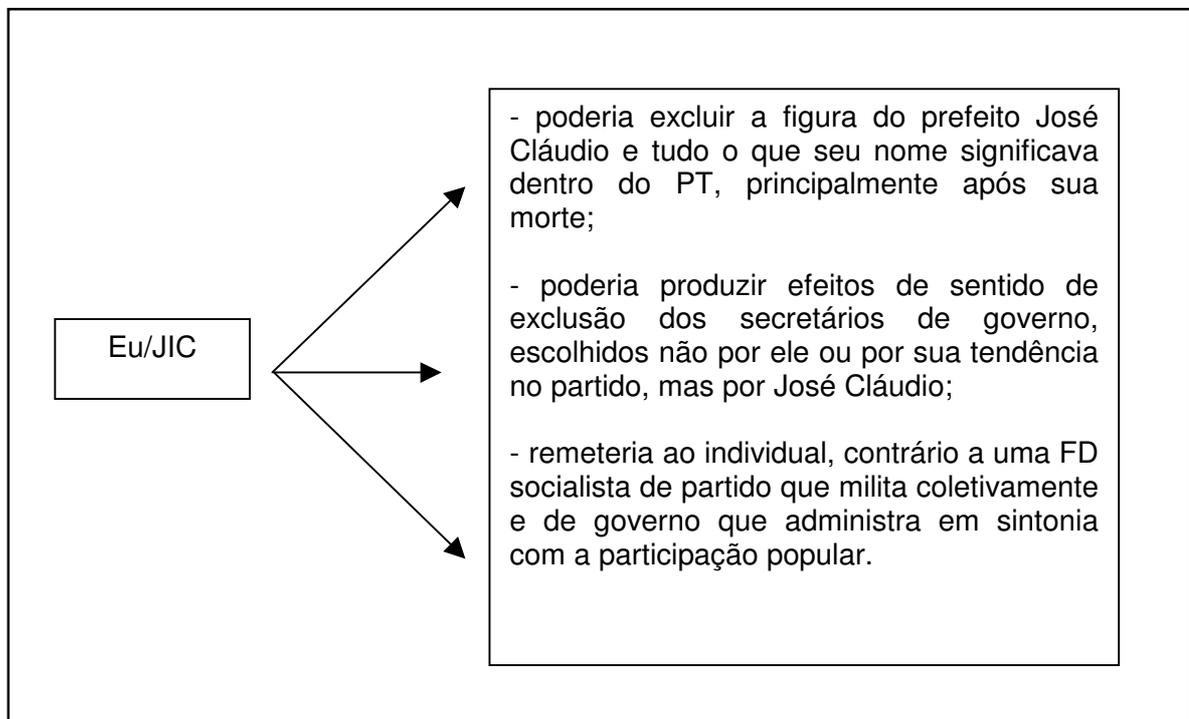 Eu/JIC
- poderia excluir a figura do prefeito José
Cláudio e tudo o que seu nome significava
dentro do PT, principalmente após sua
morte;
- poderia produzir efeitos de sentido de
exclusão dos secretários de governo,
escolhidos não por ele ou por sua tendência
no partido, mas por José Cláudio;
- remeteria ao individual, contrário a uma FD
socialista de partido que milita coletivamente
e de governo que administra em sintonia
com a participação popular.